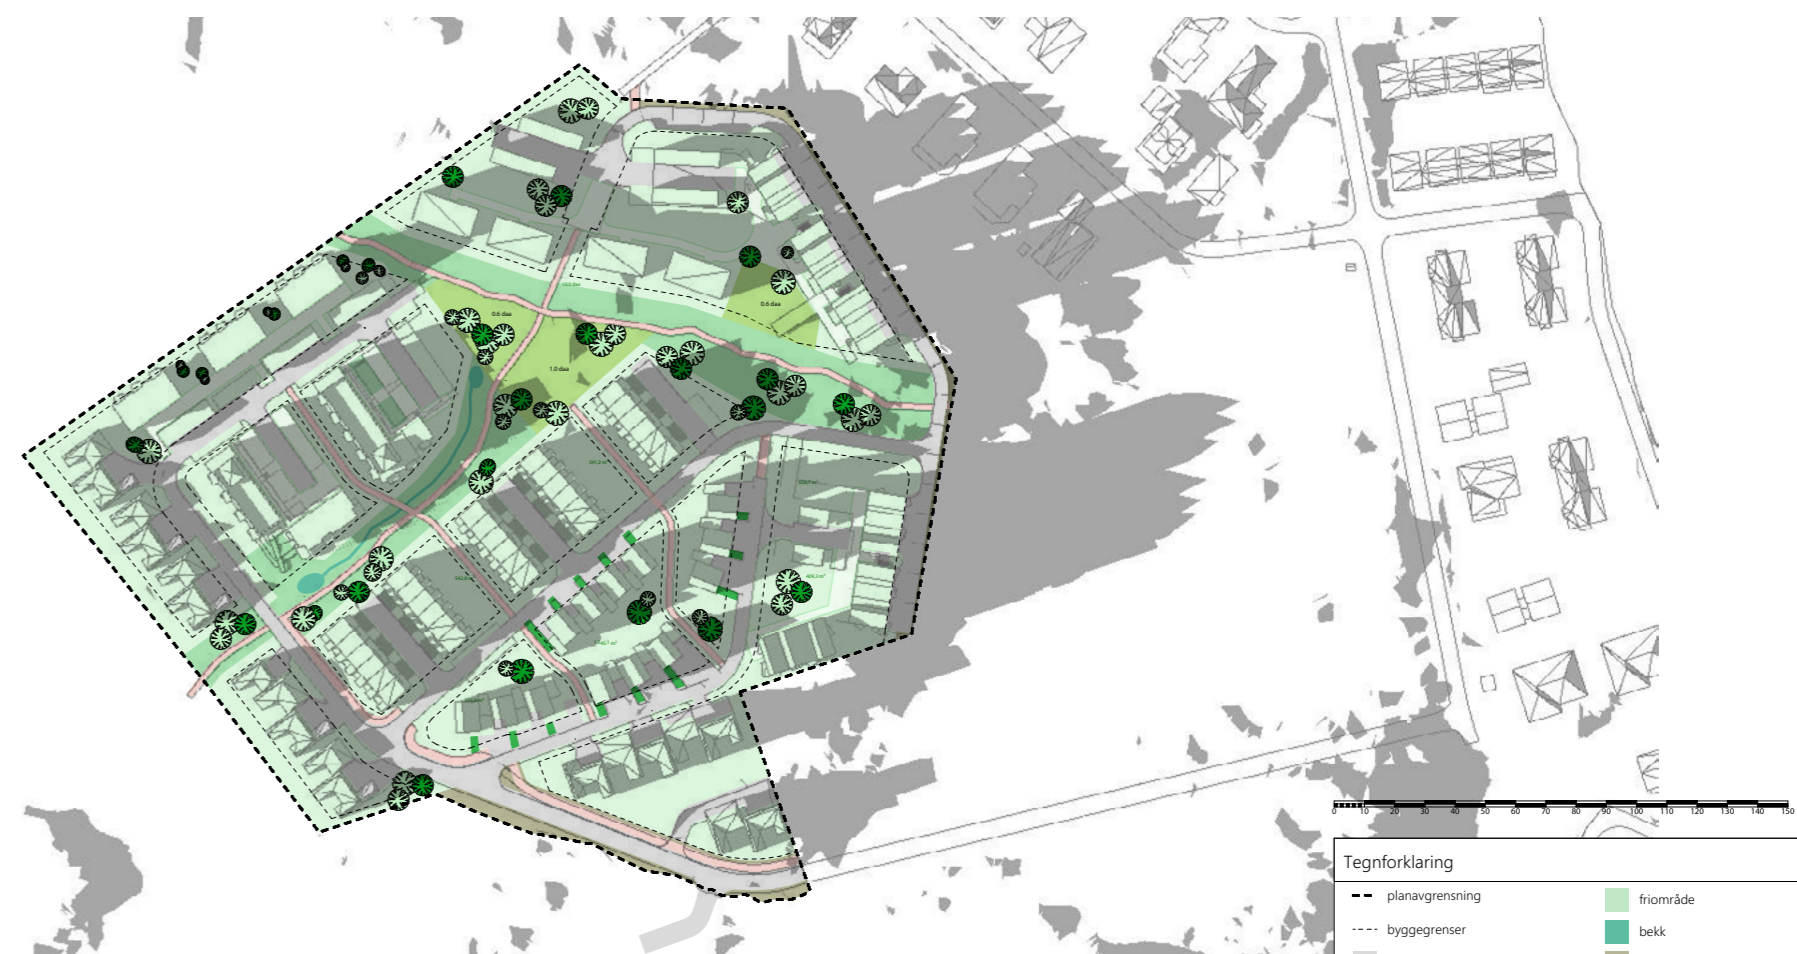 0.6 daa
0.6 daa
1.0 daa
0 10 20 30 40 50 60 70 80 90 100 110 120 130 140 150
Tegnforklaring
planavgrensning
friområde
byggegrenser
bekk